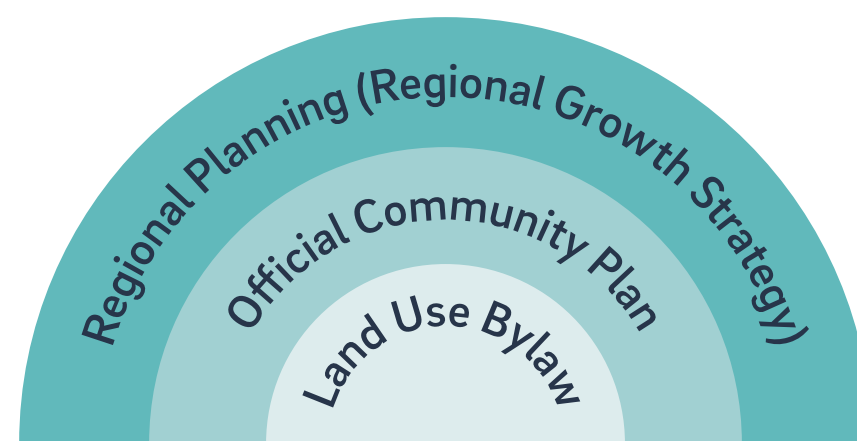 Regional Planning (Regional Growth Strategy)
Official Community Plan
Land Use Bylaw